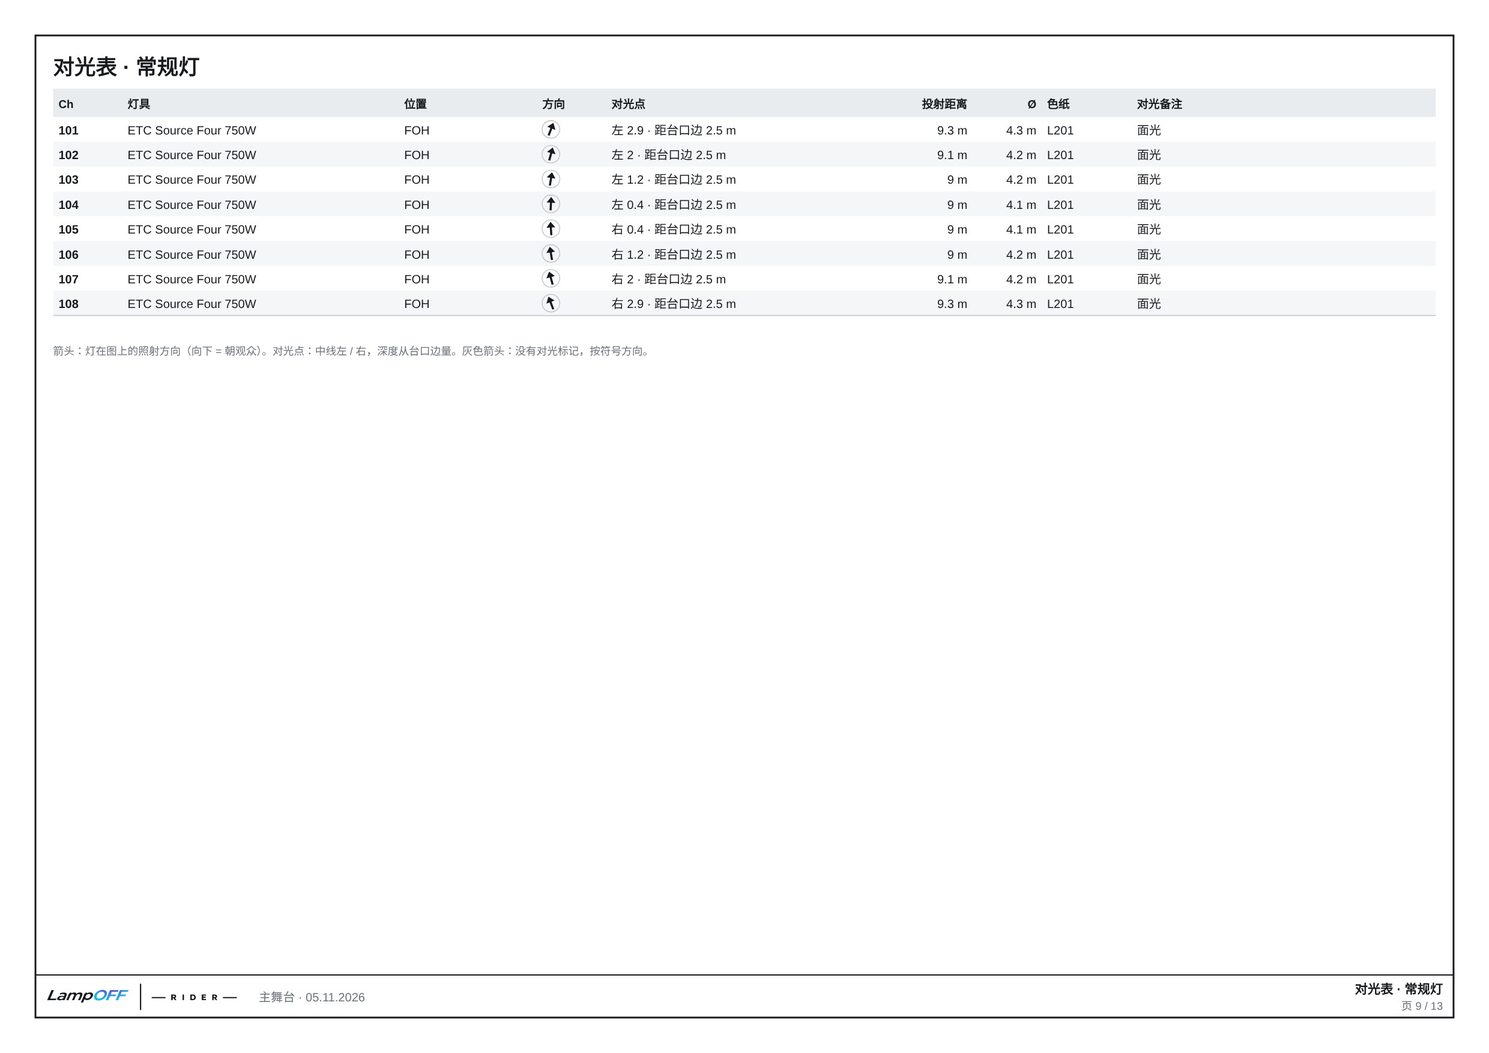 对光表 · 常规灯
Ch 灯具 位置 方向 对光点 投射距离 Ø 色纸 对光备注
101 ETC Source Four 750W FOH 左 2.9 · 距台口边 2.5 m 9.3 m 4.3 m L201 面光
102 ETC Source Four 750W FOH 左 2 · 距台口边 2.5 m 9.1 m 4.2 m L201 面光
103 ETC Source Four 750W FOH 左 1.2 · 距台口边 2.5 m 9 m 4.2 m L201 面光
104 ETC Source Four 750W FOH 左 0.4 · 距台口边 2.5 m 9 m 4.1 m L201 面光
105 ETC Source Four 750W FOH 右 0.4 · 距台口边 2.5 m 9 m 4.1 m L201 面光
106 ETC Source Four 750W FOH 右 1.2 · 距台口边 2.5 m 9 m 4.2 m L201 面光
107 ETC Source Four 750W FOH 右 2 · 距台口边 2.5 m 9.1 m 4.2 m L201 面光
108 ETC Source Four 750W FOH 右 2.9 · 距台口边 2.5 m 9.3 m 4.3 m L201 面光
箭头：灯在图上的照射方向（向下 = 朝观众）。对光点：中线左 / 右，深度从台口边量。灰色箭头：没有对光标记，按符号方向。
LampOFF — RIDER — 主舞台 · 05.11.2026
对光表 · 常规灯
页 9 / 13